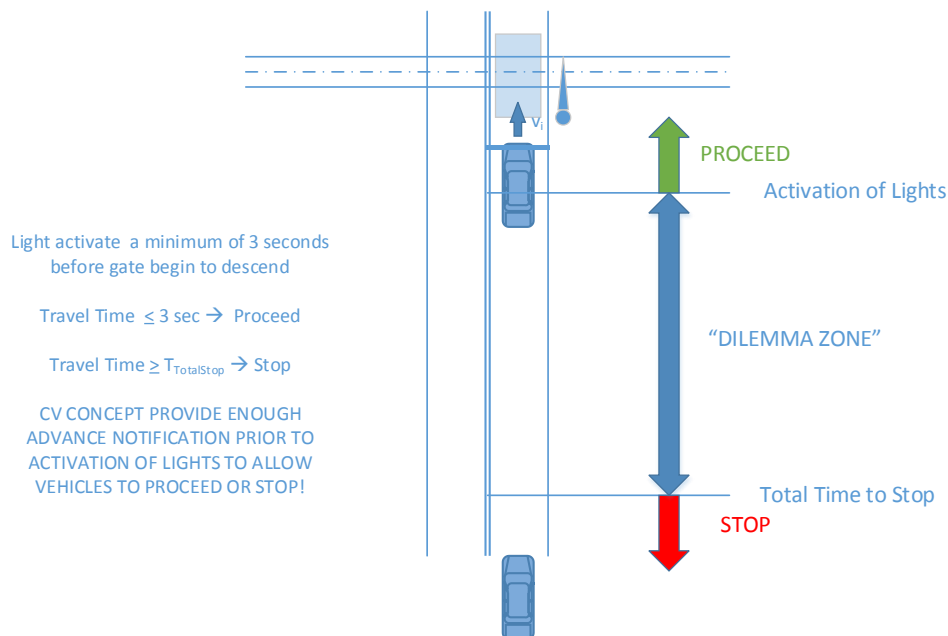 Vi
PROCEED
Activation of Lights
Light activate a minimum of 3 seconds
before gate begin to descend
Travel Time ≤ 3 sec → Proceed
"DILEMMA ZONE"
Travel Time ≥ TTotalStop → Stop
CV CONCEPT PROVIDE ENOUGH
ADVANCE NOTIFICATION PRIOR TO
ACTIVATION OF LIGHTS TO ALLOW
VEHICLES TO PROCEED OR STOP!
Total Time to Stop
STOP